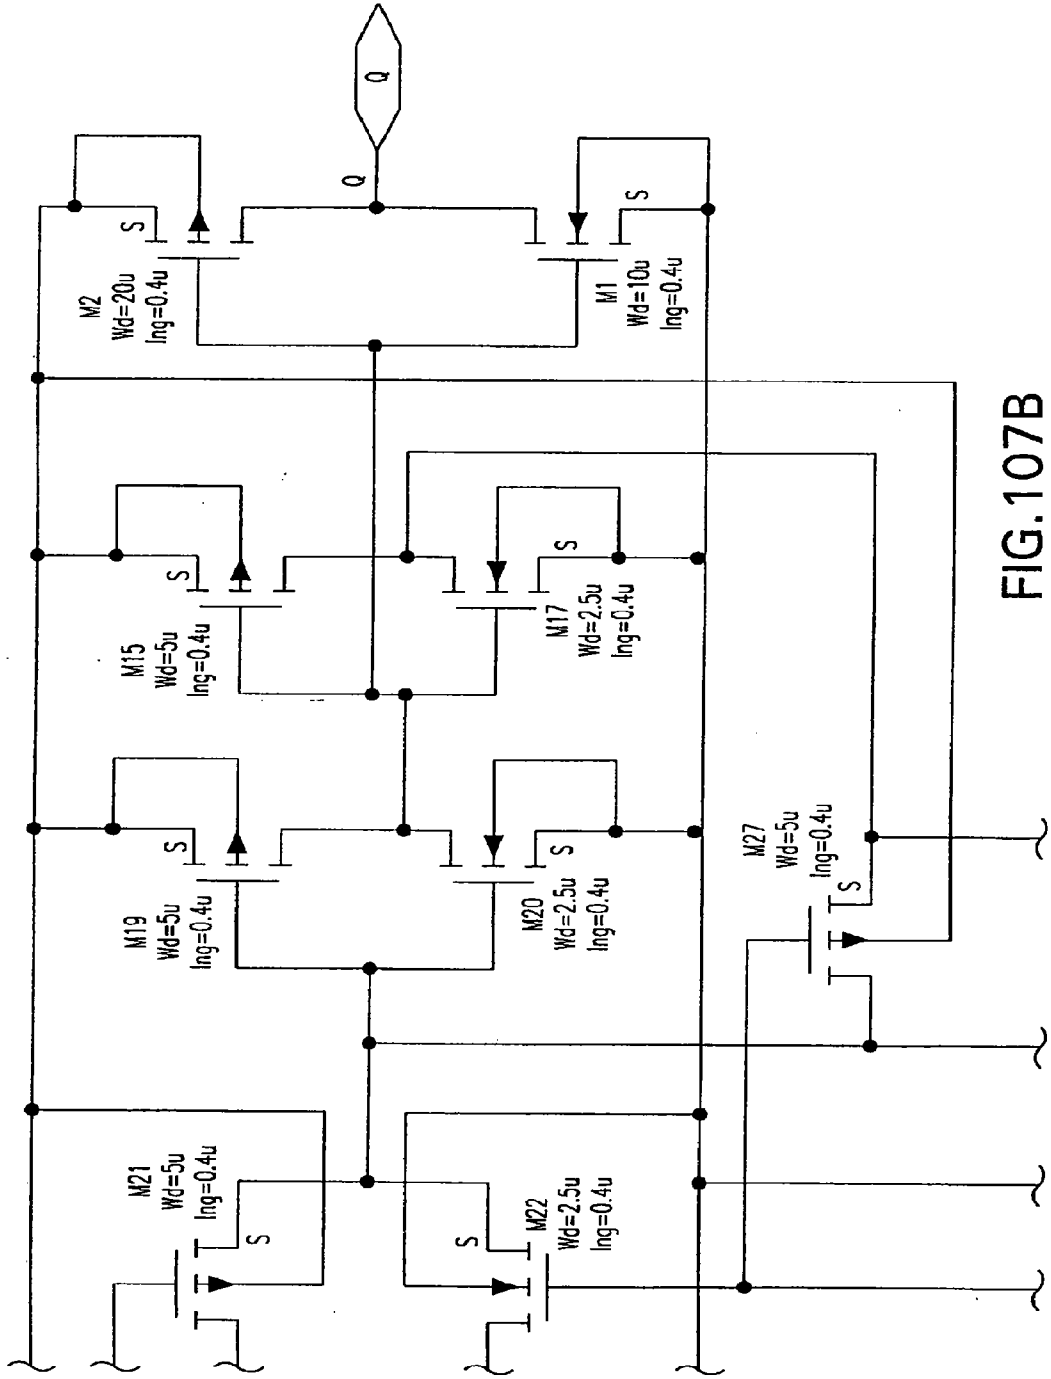 Q
Q
S
M2
Wd=20u
lng=0.4u
S
M1
Wd=10u
lng=0.4u
S
M15
Wd=5u
lng=0.4u
S
M17
Wd=2.5u
lng=0.4u
S
M19
Wd=5u
lng=0.4u
S
M20
Wd=2.5u
lng=0.4u
M27
Wd=5u
lng=0.4u
S
M21
Wd=5u
lng=0.4u
S
S
M22
Wd=2.5u
lng=0.4u
FIG.107B